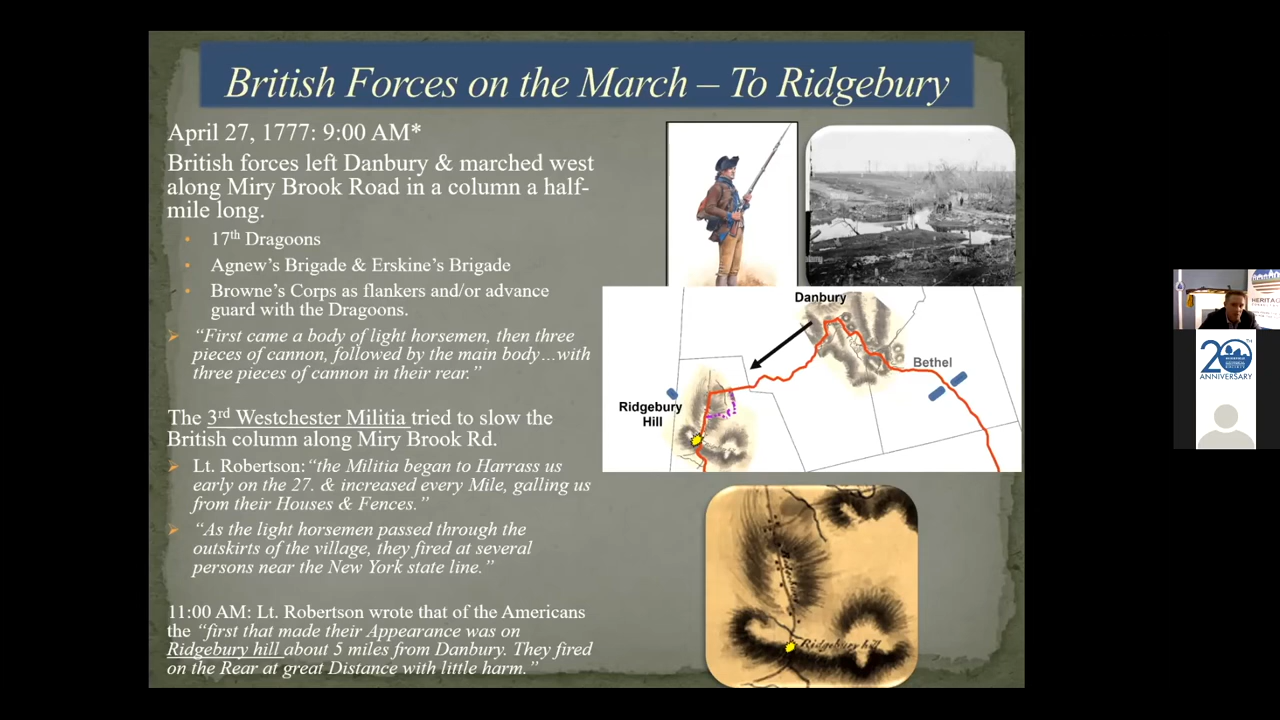 British Forces on the March – To Ridgebury
April 27, 1777: 9:00 AM*
British forces left Danbury & marched west
along Miry Brook Road in a column a half-
mile long.
• 17th Dragoons
• Agnew's Brigade & Erskine's Brigade
• Browne's Corps as flankers and/or advance
guard with the Dragoons.
➤ "First came a body of light horsemen, then three
pieces of cannon, followed by the main body…with
three pieces of cannon in their rear."
The 3rd Westchester Militia tried to slow the
British column along Miry Brook Rd.
➤ Lt. Robertson: "the Militia began to Harrass us
early on the 27. & increased every Mile, galling us
from their Houses & Fences."
➤ "As the light horsemen passed through the
outskirts of the village, they fired at several
persons near the New York state line."
11:00 AM: Lt. Robertson wrote that of the Americans
the "first that made their Appearance was on
Ridgebury hill about 5 miles from Danbury. They fired
on the Rear at great Distance with little harm."
Danbury
Bethel
Ridgebury
Hill
Ridgebury hill
20TH
ANNIVERSARY